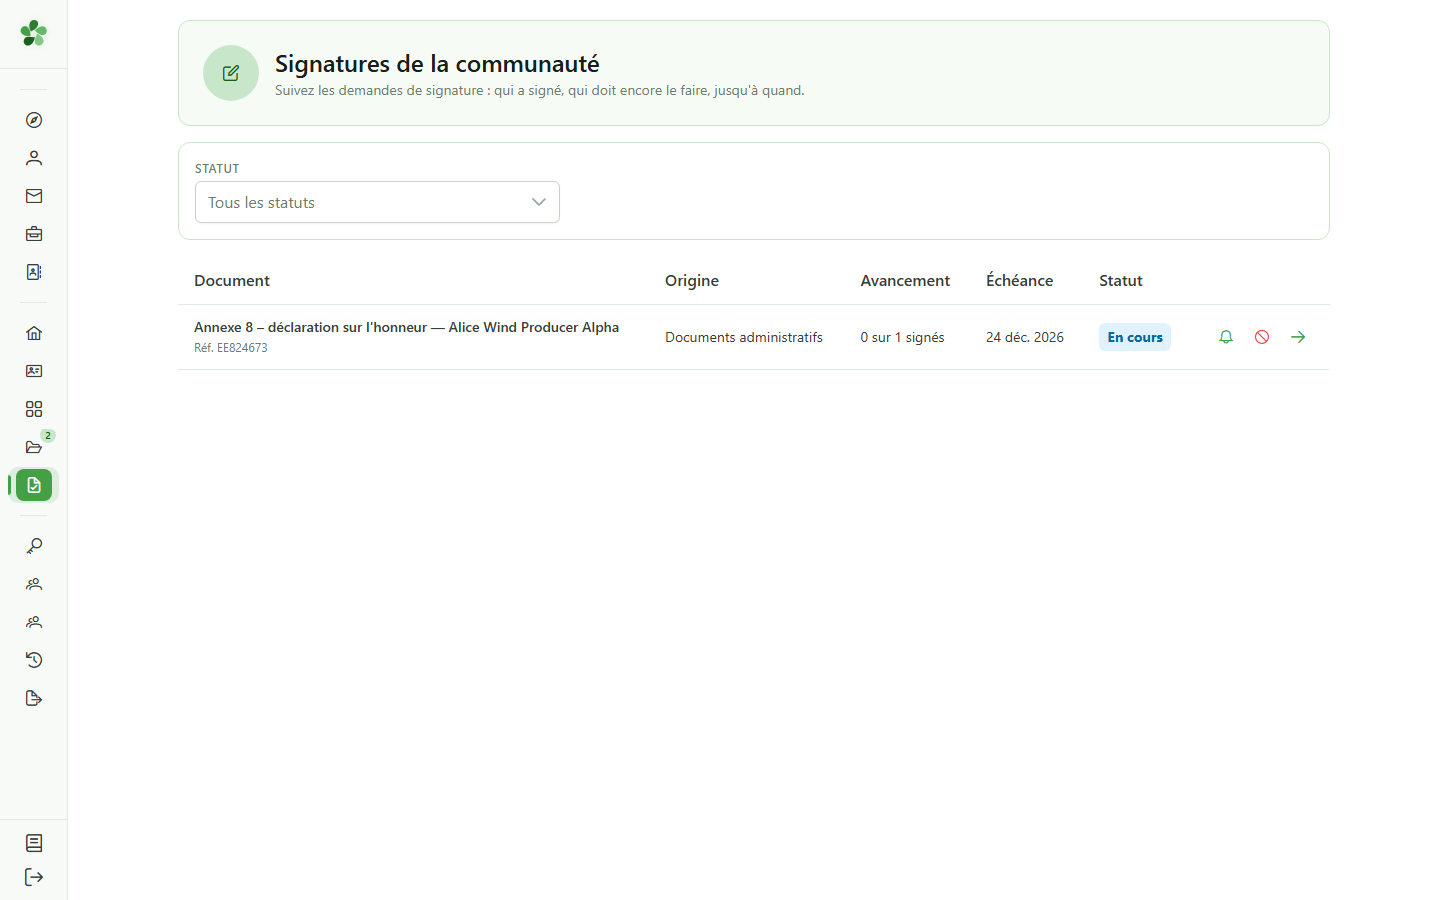 Signatures de la communauté
Suivez les demandes de signature : qui a signé, qui doit encore le faire, jusqu'à quand.
STATUT
Tous les statuts
Document Origine Avancement Échéance Statut
Annexe 8 – déclaration sur l'honneur — Alice Wind Producer Alpha
Réf. EE824673
Documents administratifs 0 sur 1 signés 24 déc. 2026 En cours
2